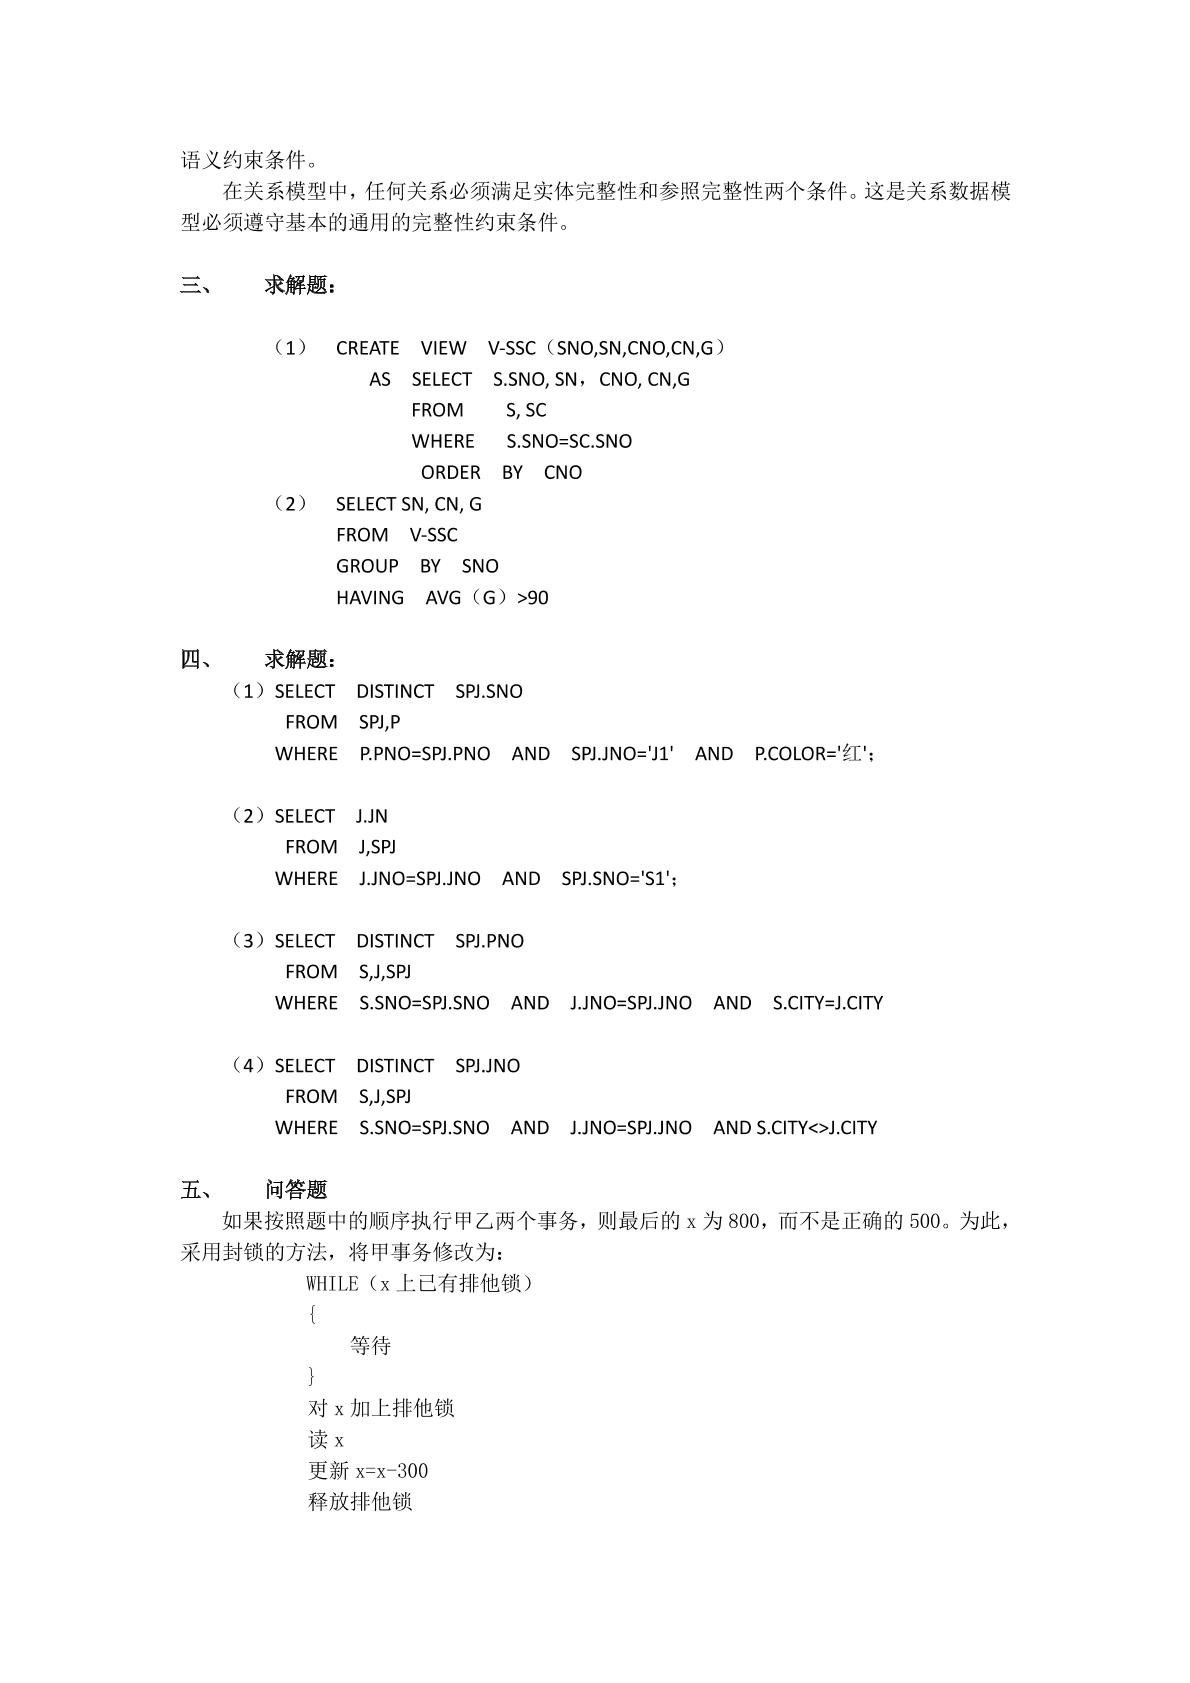 语义约束条件。
在关系模型中，任何关系必须满足实体完整性和参照完整性两个条件。这是关系数据模
型必须遵守基本的通用的完整性约束条件。
三、 求解题：
（1） CREATE VIEW V-SSC（SNO,SN,CNO,CN,G）
AS SELECT S.SNO, SN，CNO, CN,G
FROM S, SC
WHERE S.SNO=SC.SNO
ORDER BY CNO
（2） SELECT SN, CN, G
FROM V-SSC
GROUP BY SNO
HAVING AVG（G）>90
四、 求解题：
（1）SELECT DISTINCT SPJ.SNO
FROM SPJ,P
WHERE P.PNO=SPJ.PNO AND SPJ.JNO='J1' AND P.COLOR='红'；
（2）SELECT J.JN
FROM J,SPJ
WHERE J.JNO=SPJ.JNO AND SPJ.SNO='S1'；
（3）SELECT DISTINCT SPJ.PNO
FROM S,J,SPJ
WHERE S.SNO=SPJ.SNO AND J.JNO=SPJ.JNO AND S.CITY=J.CITY
（4）SELECT DISTINCT SPJ.JNO
FROM S,J,SPJ
WHERE S.SNO=SPJ.SNO AND J.JNO=SPJ.JNO AND S.CITY<>J.CITY
五、 问答题
如果按照题中的顺序执行甲乙两个事务，则最后的 x 为 800，而不是正确的 500。为此，
采用封锁的方法，将甲事务修改为：
WHILE（x 上已有排他锁）
{
等待
}
对 x 加上排他锁
读 x
更新 x=x-300
释放排他锁